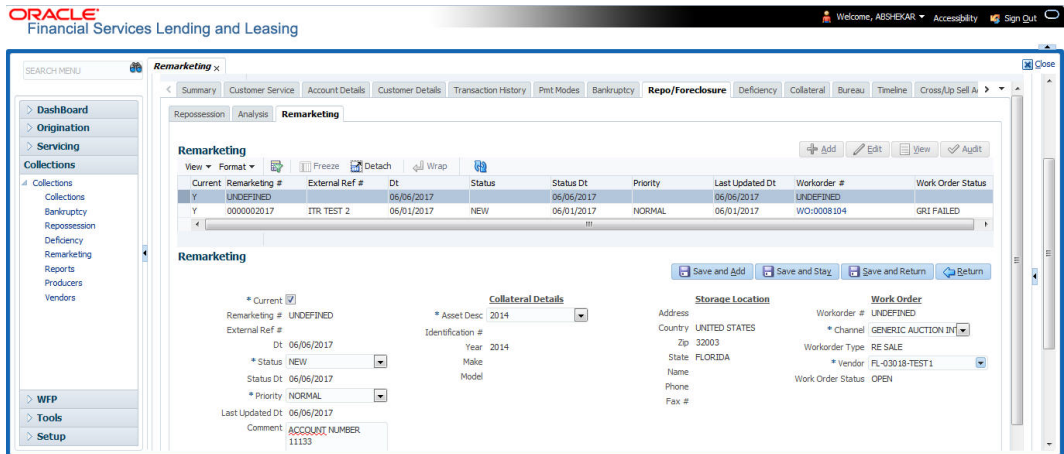 ORACLE
Financial Services Lending and Leasing
Welcome, ABSHEKAR Accessibility Sign Out
Close
SEARCH MENU
DashBoard
Origination
Servicing
Collections
Collections
Collections
Bankruptcy
Repossession
Deficiency
Remarketing
Reports
Producers
Vendors
WFP
Tools
Setup
Remarketing
Summary Customer Service Account Details Customer Details Transaction History Pmt Modes Bankruptcy Repo/Foreclosure Deficiency Collateral Bureau Timeline Cross/Up Sell
Repossession Analysis Remarketing
Remarketing
Add Edit View Audit
View Format Freeze Detach Wrap
Current Remarketing # External Ref # Dt Status Status Dt Priority Last Updated Dt Workorder # Work Order Status
Y UNDEFINED 06/06/2017 06/06/2017 06/06/2017 UNDEFINED
Y 0000002017 ITR TEST 2 06/01/2017 NEW 06/01/2017 NORMAL 06/01/2017 WO:0008104 GRI FAILED
Remarketing
Save and Add Save and Stay Save and Return Return
* Current
Remarketing # UNDEFINED
External Ref #
Dt 06/06/2017
* Status NEW
Status Dt 06/06/2017
* Priority NORMAL
Last Updated Dt 06/06/2017
Comment ACCOUNT NUMBER
11133
Collateral Details
* Asset Desc 2014
Identification #
Year 2014
Make
Model
Storage Location
Address
Country UNITED STATES
Zip 32003
State FLORIDA
Name
Phone
Fax #
Work Order
Workorder # UNDEFINED
* Channel GENERIC AUCTION
Workorder Type RE SALE
* Vendor FL-03018-TEST1
Work Order Status OPEN